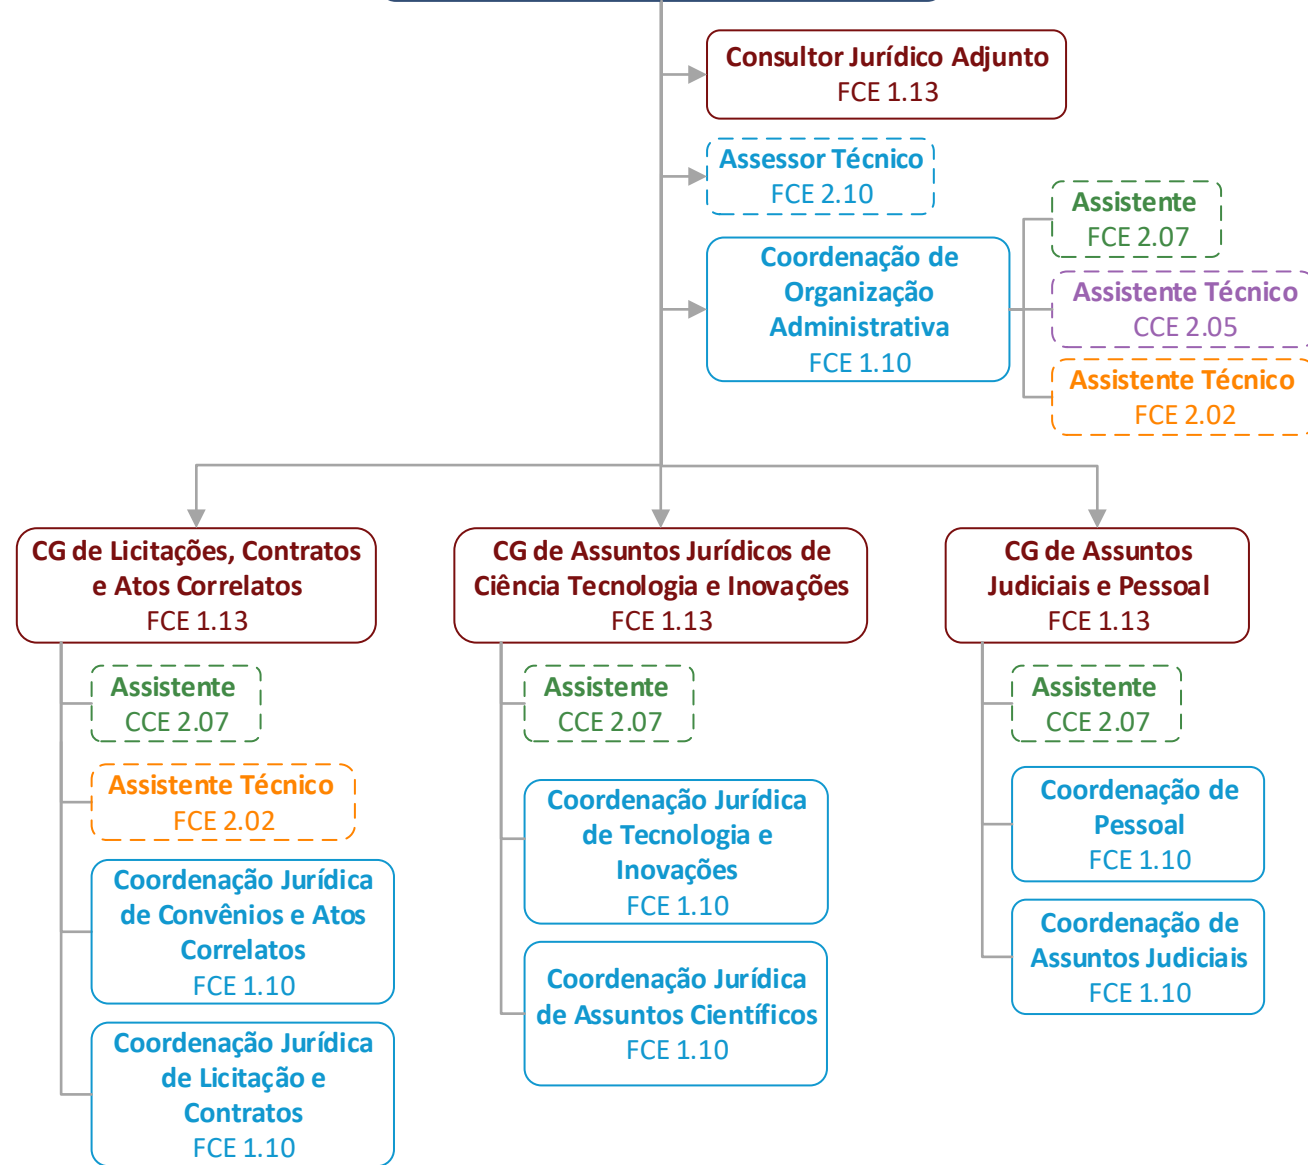 Consultor Jurídico Adjunto
FCE 1.13
Assessor Técnico
FCE 2.10
Coordenação de
Organização
Administrativa
FCE 1.10
Assistente
FCE 2.07
Assistente Técnico
CCE 2.05
Assistente Técnico
FCE 2.02
CG de Licitações, Contratos
e Atos Correlatos
FCE 1.13
Assistente
CCE 2.07
Assistente Técnico
FCE 2.02
Coordenação Jurídica
de Convênios e Atos
Correlatos
FCE 1.10
Coordenação Jurídica
de Licitação e
Contratos
FCE 1.10
CG de Assuntos Jurídicos de
Ciência Tecnologia e Inovações
FCE 1.13
Assistente
CCE 2.07
Coordenação Jurídica
de Tecnologia e
Inovações
FCE 1.10
Coordenação Jurídica
de Assuntos Científicos
FCE 1.10
CG de Assuntos
Judiciais e Pessoal
FCE 1.13
Assistente
CCE 2.07
Coordenação de
Pessoal
FCE 1.10
Coordenação de
Assuntos Judiciais
FCE 1.10